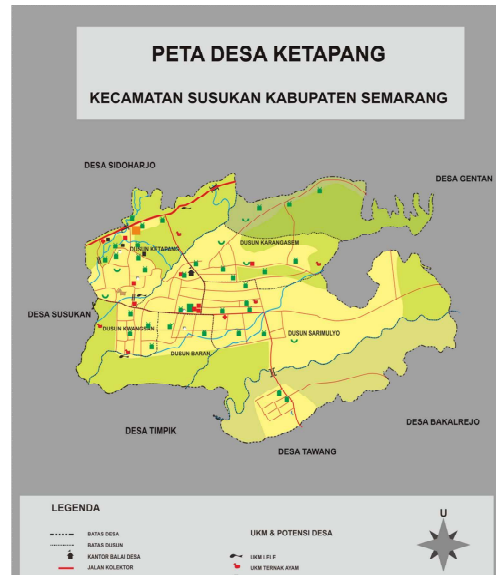 PETA DESA KETAPANG
KECAMATAN SUSUKAN KABUPATEN SEMARANG
DESA SIDOHARJO
DESA GENTAN
DUSUN KETAPANG
DUSUN KARANGASEM
DESA SUSUKAN
DUSUN KWANGSAN
DUSUN SARIMULYO
DUSUN BARAN
DESA TIMPIK
DESA BAKALREJO
DESA TAWANG
LEGENDA
U
BATAS DESA
UKM & POTENSI DESA
BATAS DUSUN
KANTOR BALAI DESA
UKM LELE
JALAN KOLEKTOR
UKM TERNAK AYAM